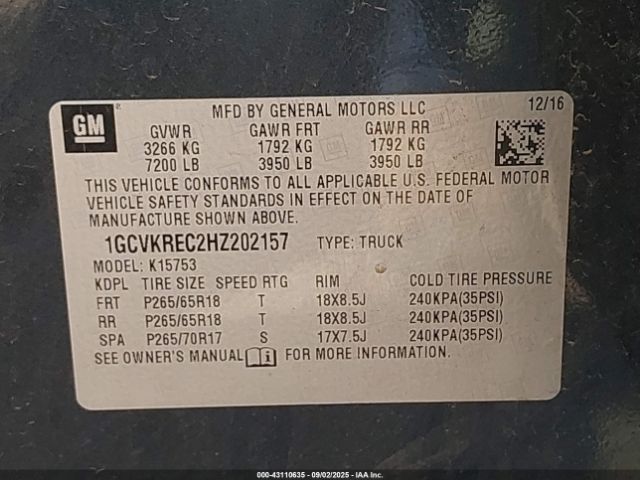 GM
MFD BY GENERAL MOTORS LLC 12/16
GVWR GAWR FRT GAWR RR
3266 KG 1792 KG 1792 KG
7200 LB 3950 LB 3950 LB
THIS VEHICLE CONFORMS TO ALL APPLICABLE U.S. FEDERAL MOTOR
VEHICLE SAFETY STANDARDS IN EFFECT ON THE DATE OF
MANUFACTURE SHOWN ABOVE.
1GCVKREC2HZ202157 TYPE: TRUCK
MODEL: K15753
KDPL TIRE SIZE SPEED RTG RIM COLD TIRE PRESSURE
FRT P265/65R18 T 18X8.5J 240KPA(35PSI)
RR P265/65R18 T 18X8.5J 240KPA(35PSI)
SPA P265/70R17 S 17X7.5J 240KPA(35PSI)
SEE OWNER'S MANUAL FOR MORE INFORMATION.
000-43110635 - 09/02/2025 - IAAI.com